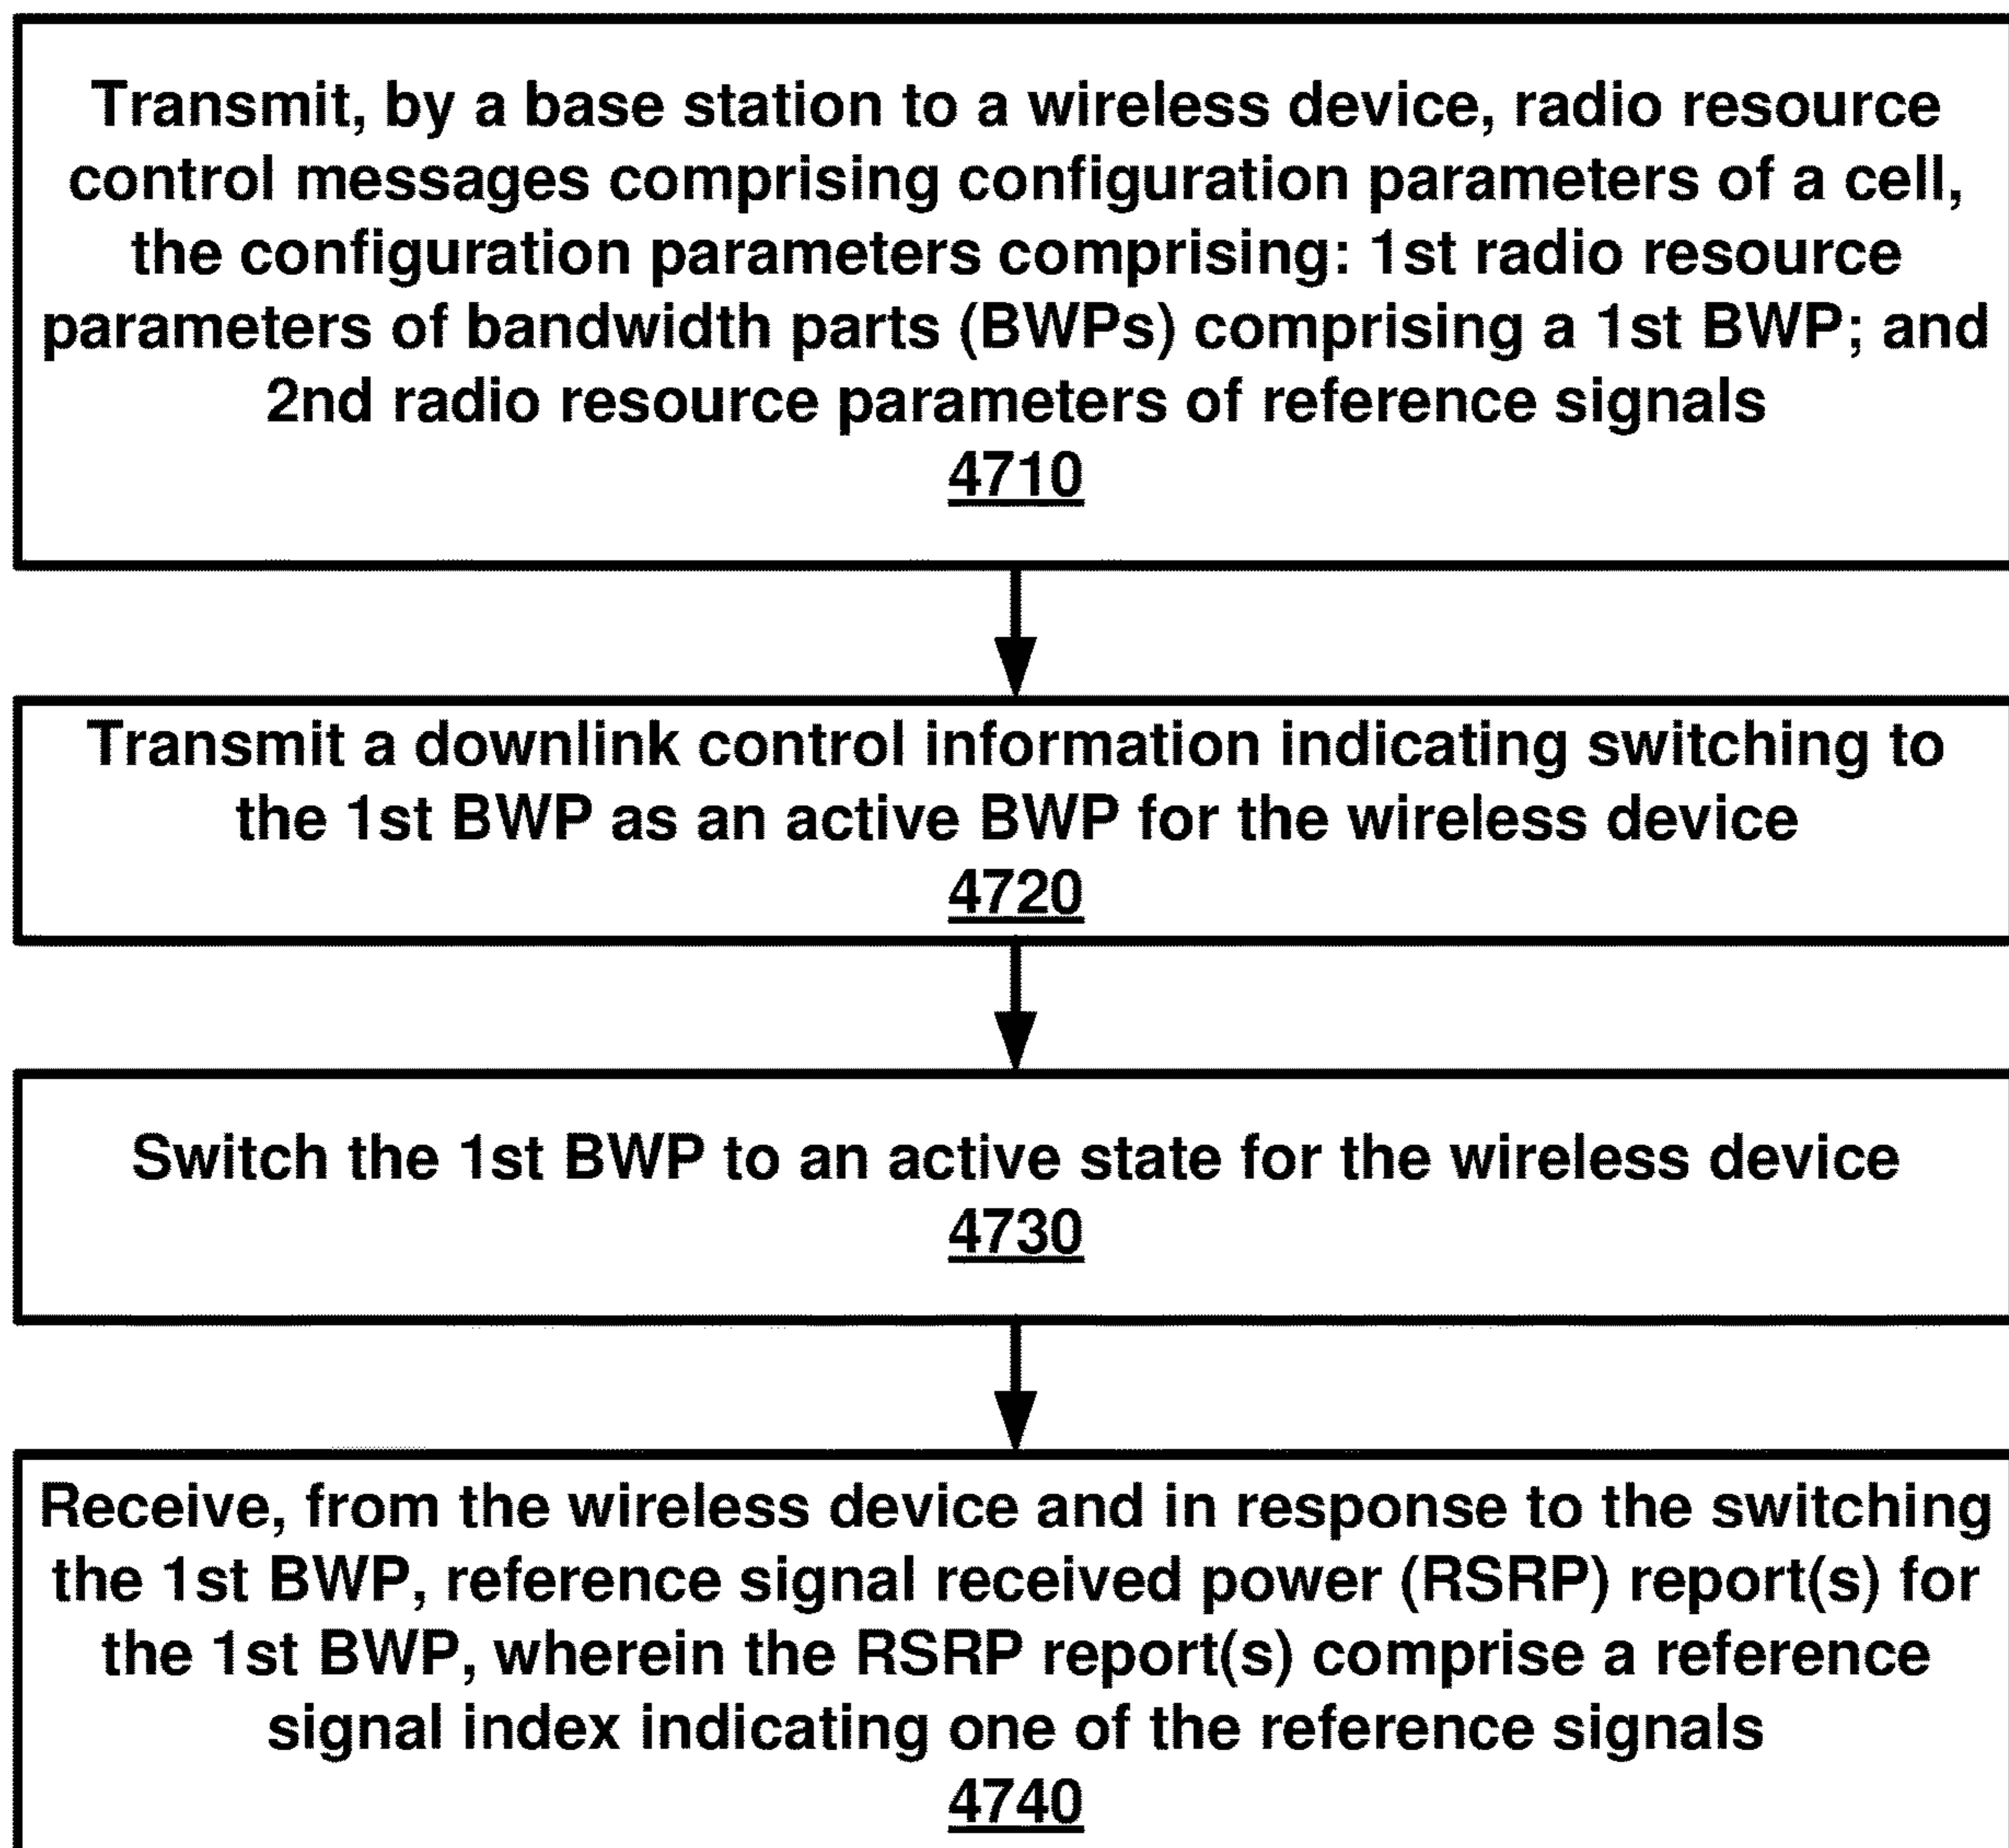 Transmit, by a base station to a wireless device, radio resource
control messages comprising configuration parameters of a cell,
the configuration parameters comprising: 1st radio resource
parameters of bandwidth parts (BWPs) comprising a 1st BWP; and
2nd radio resource parameters of reference signals
4710
Transmit a downlink control information indicating switching to
the 1st BWP as an active BWP for the wireless device
4720
Switch the 1st BWP to an active state for the wireless device
4730
Receive, from the wireless device and in response to the switching
the 1st BWP, reference signal received power (RSRP) report(s) for
the 1st BWP, wherein the RSRP report(s) comprise a reference
signal index indicating one of the reference signals
4740